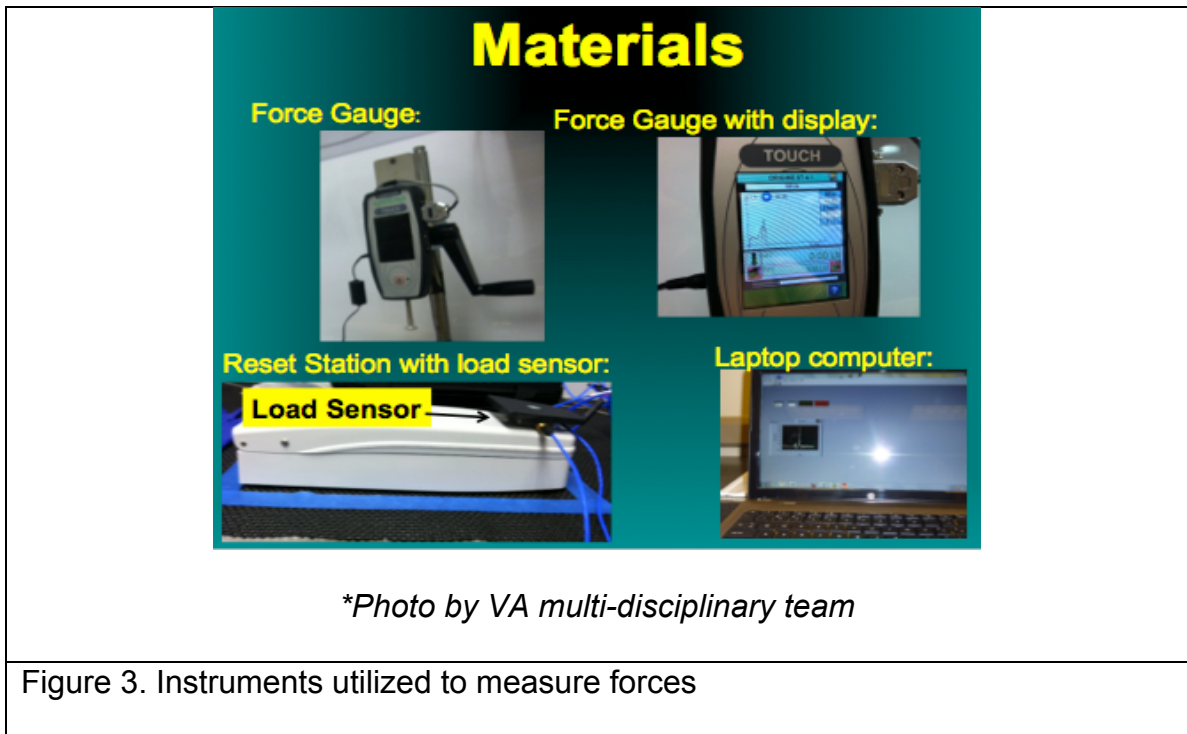 Materials
Force Gauge:
Force Gauge with display:
TOUCH
Reset Station with load sensor:
Laptop computer:
Load Sensor
*Photo by VA multi-disciplinary team
Figure 3. Instruments utilized to measure forces